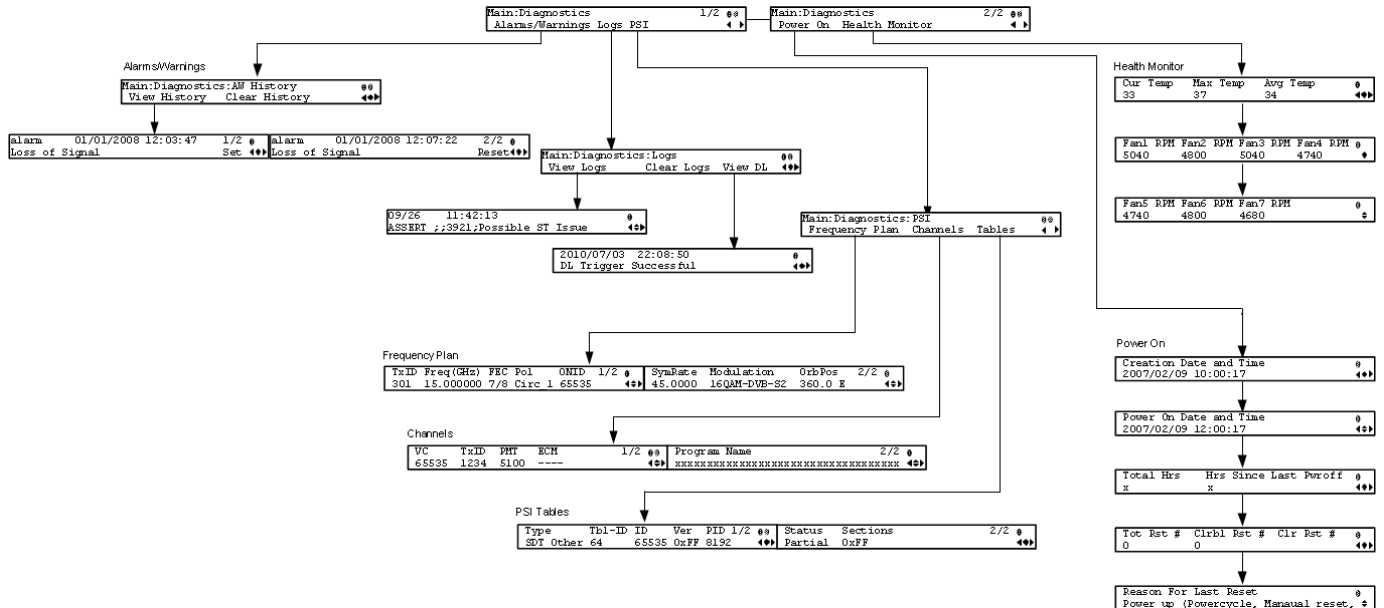 Main:Diagnostics 1/2
Alarms/Warnings Logs PSI
Main:Diagnostics 2/2
Power On Health Monitor
Alarms/Warnings
Main:Diagnostics:AW History
View History Clear History
alarm 01/01/2008 12:03:47 1/2
Loss of Signal Set
alarm 01/01/2008 12:07:22 2/2
Loss of Signal Reset
Main:Diagnostics:Logs
View Logs Clear Logs View DL
09/26 11:42:13
ASSERT ;;3921;Possible ST Issue
2010/07/03 22:08:50
DL Trigger Successful
Main:Diagnostics:PSI
Frequency Plan Channels Tables
Frequency Plan
TxID Freq(GHz) FEC Pol ONID 1/2
301 15.000000 7/8 Circ l 65535
SymRate Modulation OrbPos 2/2
45.0000 16QAM-DVB-S2 360.0 E
Channels
VC TxID PMT ECM 1/2
65535 1234 5100 ----
Program Name 2/2
xxxxxxxxxxxxxxxxxxxxxxxxxxxxxxxxxxx
PSI Tables
Type Tbl-ID ID Ver PID 1/2
SDT Other 64 65535 0xFF 8192
Status Sections 2/2
Partial 0xFF
Health Monitor
Cur Temp Max Temp Avg Temp
33 37 34
Fan1 RPM Fan2 RPM Fan3 RPM Fan4 RPM
5040 4800 5040 4740
Fan5 RPM Fan6 RPM Fan7 RPM
4740 4800 4680
Power On
Creation Date and Time
2007/02/09 10:00:17
Power On Date and Time
2007/02/09 12:00:17
Total Hrs Hrs Since Last Pwroff
x x
Tot Rst # Clrbl Rst # Clr Rst #
0 0
Reason For Last Reset
Power up (Powercycle, Manaual reset,